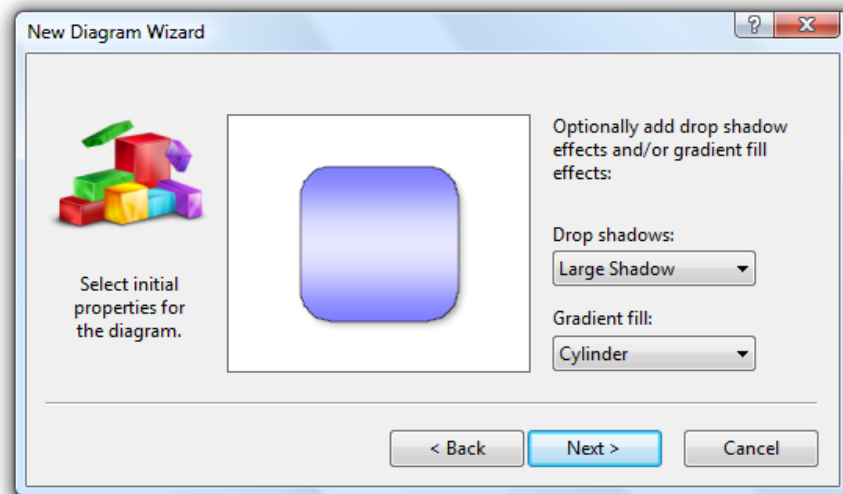 New Diagram Wizard
?
X
Optionally add drop shadow
effects and/or gradient fill
effects:
Drop shadows:
Large Shadow
Gradient fill:
Cylinder
Select initial
properties for
the diagram.
< Back
Next >
Cancel